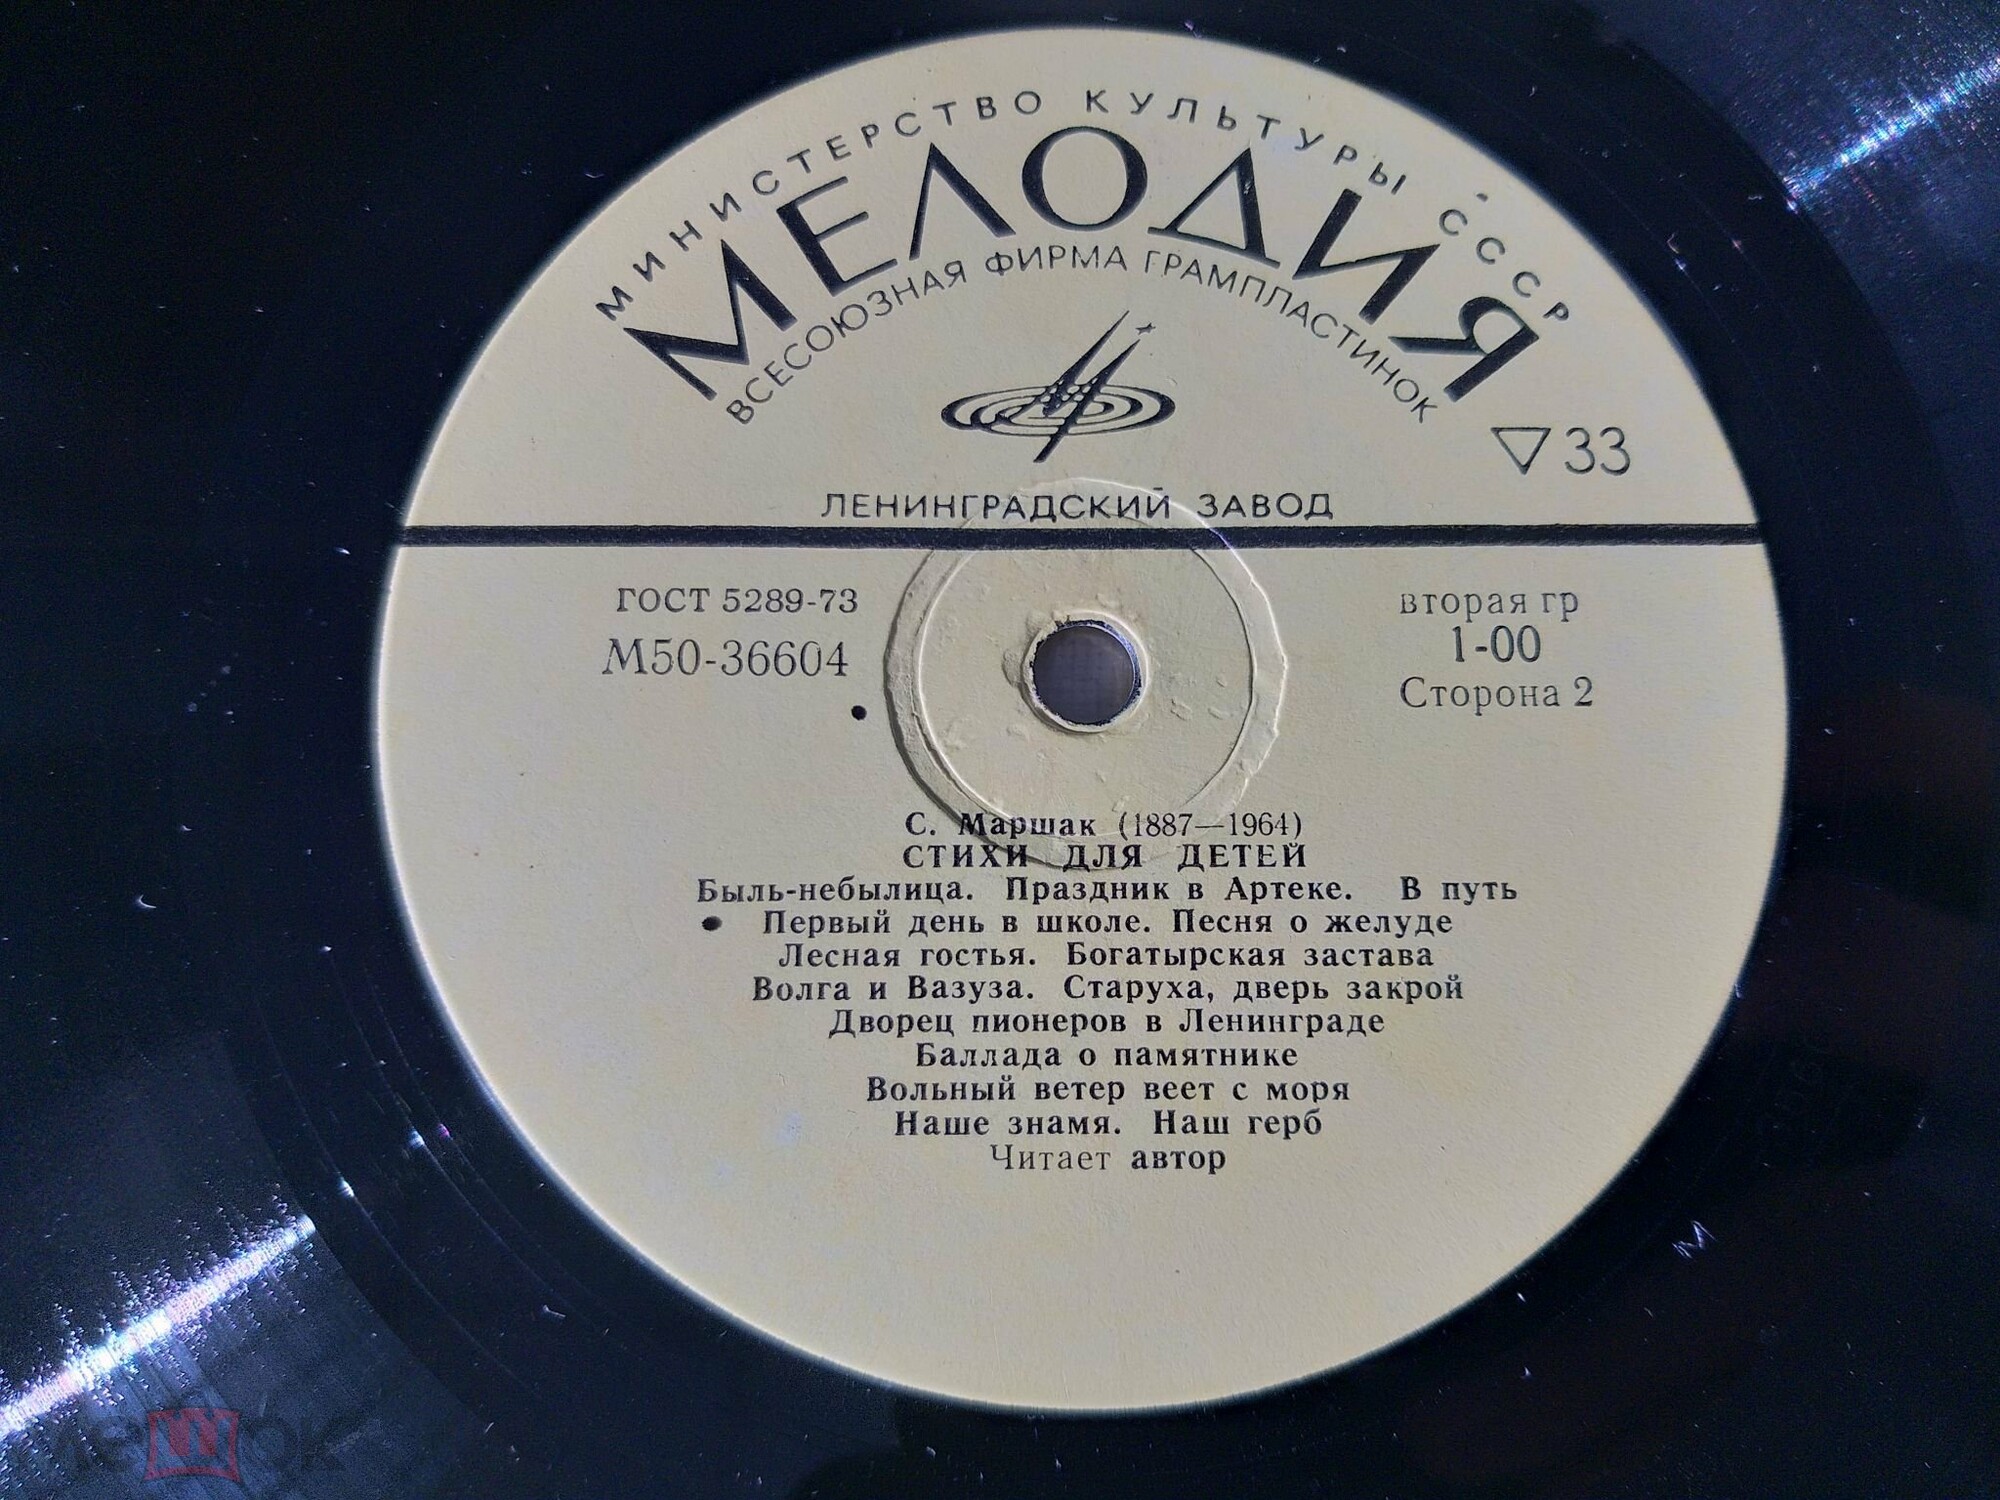 МИНИСТЕРСТВО КУЛЬТУРЫ СССР
МЕЛОДИЯ
ВСЕСОЮЗНАЯ ФИРМА ГРАМПЛАСТИНОК
33
ЛЕНИНГРАДСКИЙ ЗАВОД
ГОСТ 5289-73
М50-36604
вторая гр
1-00
Сторона 2
С. Маршак (1887—1964)
СТИХИ ДЛЯ ДЕТЕЙ
Быль-небылица. Праздник в Артеке. В путь
Первый день в школе. Песня о желуде
Лесная гостья. Богатырская застава
Волга и Вазуза. Старуха, дверь закрой
Дворец пионеров в Ленинграде
Баллада о памятнике
Вольный ветер веет с моря
Наше знамя. Наш герб
Читает автор
мешок